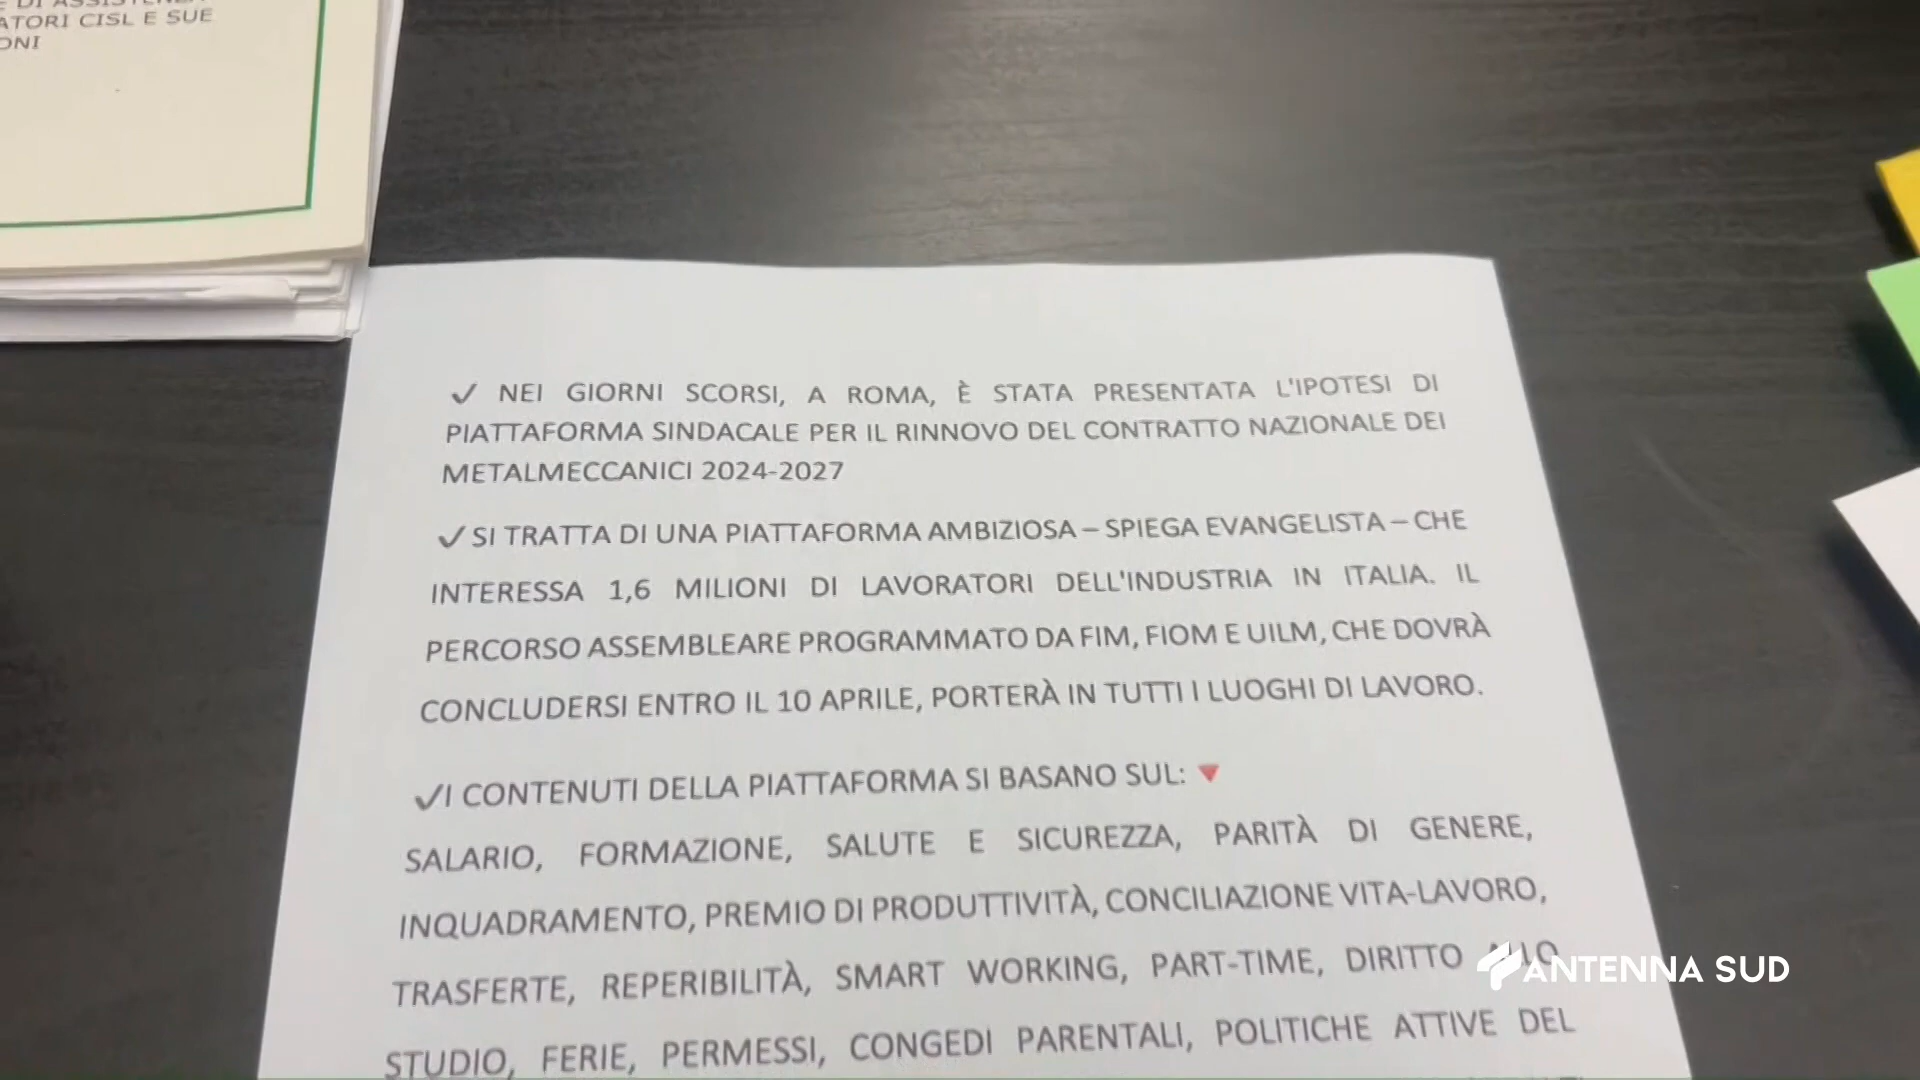 ATORI CISL E SUE
ONI
✓ NEI GIORNI SCORSI, A ROMA, È STATA PRESENTATA L'IPOTESI DI
PIATTAFORMA SINDACALE PER IL RINNOVO DEL CONTRATTO NAZIONALE DEI
METALMECCANICI 2024-2027
✓ SI TRATTA DI UNA PIATTAFORMA AMBIZIOSA – SPIEGA EVANGELISTA – CHE
INTERESSA 1,6 MILIONI DI LAVORATORI DELL'INDUSTRIA IN ITALIA. IL
PERCORSO ASSEMBLEARE PROGRAMMATO DA FIM, FIOM E UILM, CHE DOVRÀ
CONCLUDERSI ENTRO IL 10 APRILE, PORTERÀ IN TUTTI I LUOGHI DI LAVORO.
✓I CONTENUTI DELLA PIATTAFORMA SI BASANO SUL: 🔻
SALARIO, FORMAZIONE, SALUTE E SICUREZZA, PARITÀ DI GENERE,
INQUADRAMENTO, PREMIO DI PRODUTTIVITÀ, CONCILIAZIONE VITA-LAVORO,
TRASFERTE, REPERIBILITÀ, SMART WORKING, PART-TIME, DIRITTO ALLO
STUDIO, FERIE, PERMESSI, CONGEDI PARENTALI, POLITICHE ATTIVE DEL
ANTENNA SUD